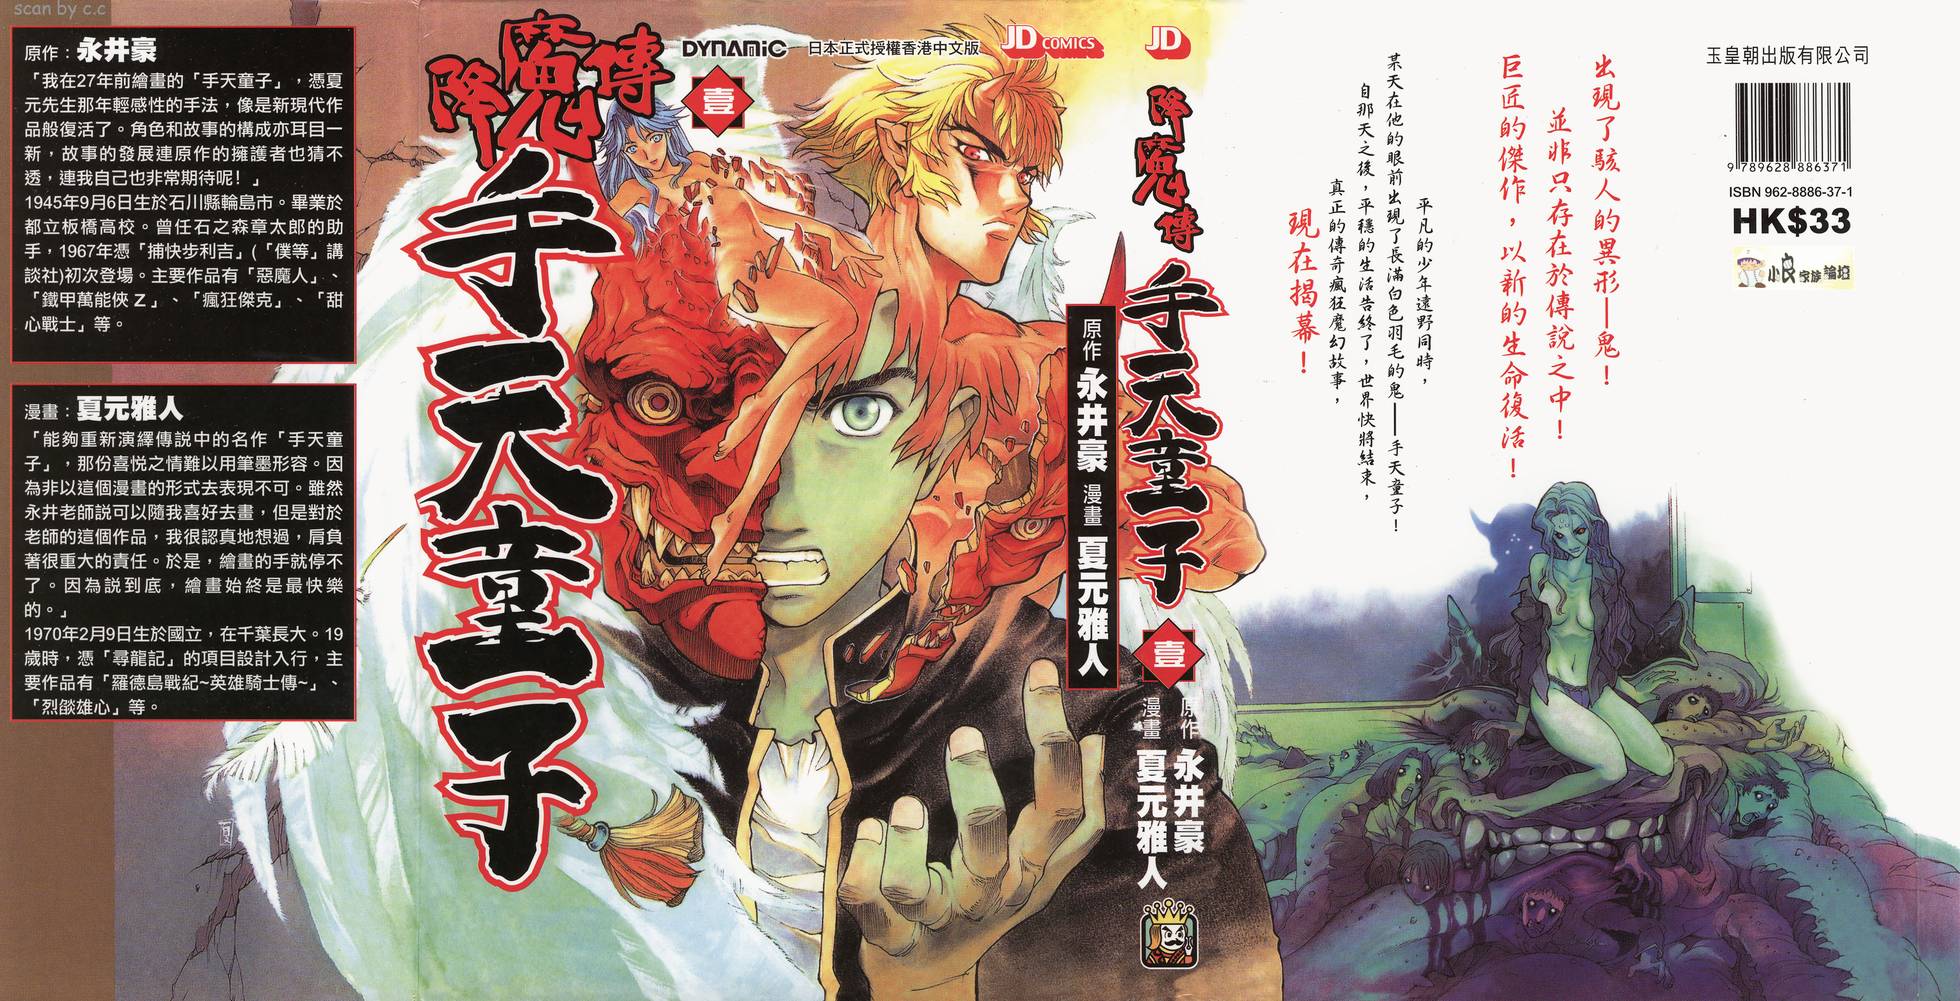 scan by c.c
原作：永井豪
「我在27年前繪畫的「手天童子」，憑夏
元先生那年輕感性的手法，像是新現代作
品般復活了。角色和故事的構成亦耳目一
新，故事的發展連原作的擁護者也猜不
透，連我自己也非常期待呢！」
1945年9月6日生於石川縣輪島市。畢業於
都立板橋高校。曾任石之森章太郎的助
手，1967年憑「捕快步利吉」(「僕等」講
談社)初次登場。主要作品有「惡魔人」、
「鐵甲萬能俠Z」、「瘋狂傑克」、「甜
心戰士」等。
漫畫：夏元雅人
「能夠重新演繹傳説中的名作「手天童
子」，那份喜悦之情難以用筆墨形容。因
為非以這個漫畫的形式去表現不可。雖然
永井老師説可以隨我喜好去畫，但是對於
老師的這個作品，我很認真地想過，肩負
著很重大的責任。於是，繪畫的手就停不
了。因為説到底，繪畫始終是最快樂
的。」
1970年2月9日生於國立，在千葉長大。19
歲時，憑「尋龍記」的項目設計入行，主
要作品有「羅德島戰紀~英雄騎士傳~」、
「烈燄雄心」等。
降魔傳
手天童子
壹
DYNAMIC
日本正式授權香港中文版
JD COMICS
原作 永井豪 漫畫 夏元雅人
夏
JD
降魔傳
手天童子
壹
原作 永井豪
漫畫 夏元雅人
出現了駭人的異形──鬼！
並非只存在於傳說之中！
巨匠的傑作，以新的生命復活！
平凡的少年遠野同時，
某天在他的眼前出現了長滿白色羽毛的鬼──手天童子！
自那天之後，平穩的生活告終了，世界快將結束，
真正的傳奇瘋狂魔幻故事，
現在揭幕！
玉皇朝出版有限公司
9 789628 886371
ISBN 962-8886-37-1
HK$33
小良家族論壇